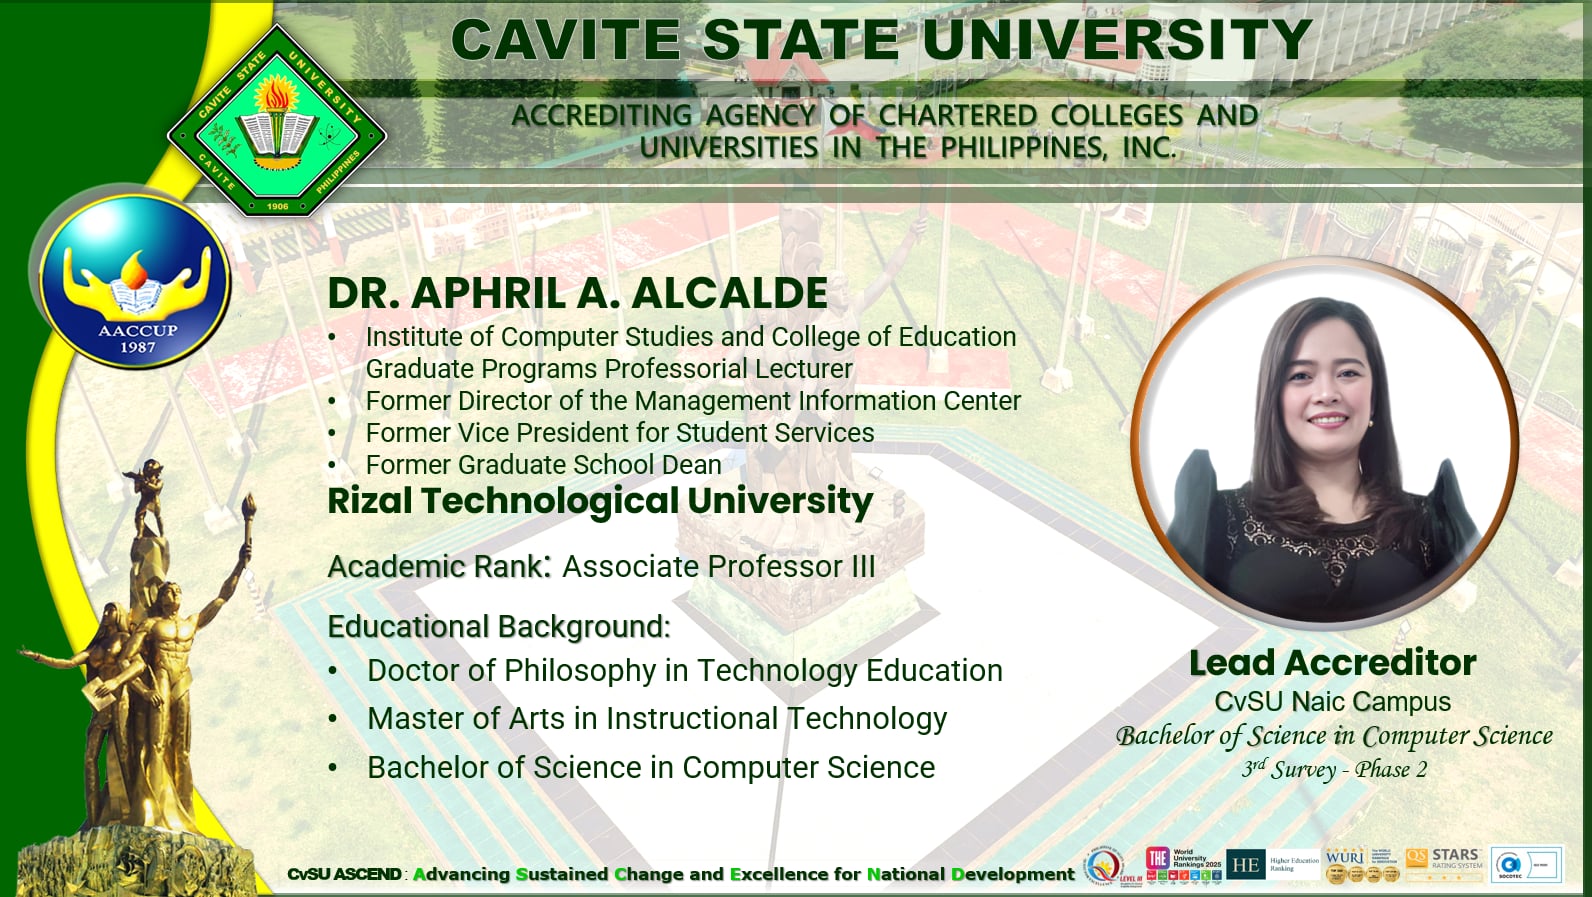 CAVITE STATE UNIVERSITY
ACCREDITING AGENCY OF CHARTERED COLLEGES AND
UNIVERSITIES IN THE PHILIPPINES, INC.
CAVITE STATE UNIVERSITY
CAVITE PHILIPPINES
1906
AACCUP
1987
DR. APHRIL A. ALCALDE
• Institute of Computer Studies and College of Education
Graduate Programs Professorial Lecturer
• Former Director of the Management Information Center
• Former Vice President for Student Services
• Former Graduate School Dean
Rizal Technological University
Academic Rank: Associate Professor III
Educational Background:
• Doctor of Philosophy in Technology Education
• Master of Arts in Instructional Technology
• Bachelor of Science in Computer Science
Lead Accreditor
CvSU Naic Campus
Bachelor of Science in Computer Science
3rd Survey - Phase 2
CvSU ASCEND: Advancing Sustained Change and Excellence for National Development
LEVEL III
THE World
University
Rankings 2025
HE Higher Education
Ranking
WURI
QS STARS
RATING SYSTEM
SOCOTEC